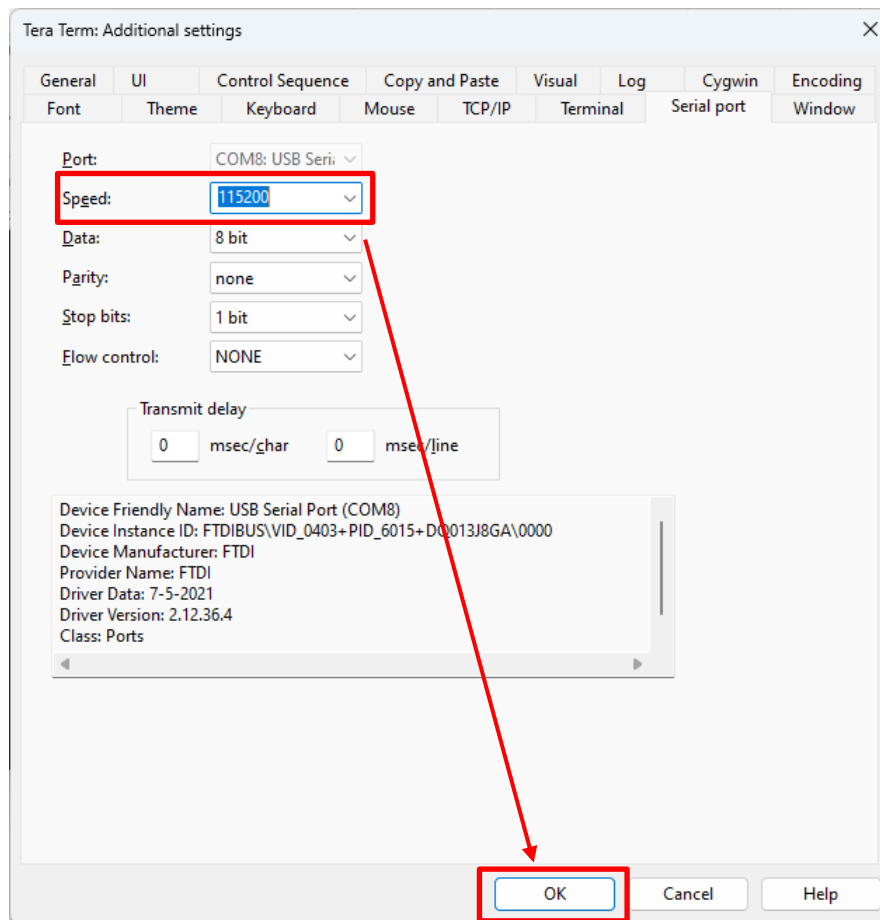 Tera Term: Additional settings
General UI Control Sequence Copy and Paste Visual Log Cygwin Encoding
Font Theme Keyboard Mouse TCP/IP Terminal Serial port Window
Port: COM8: USB Seri
Speed: 115200
Data: 8 bit
Parity: none
Stop bits: 1 bit
Flow control: NONE
Transmit delay
0 msec/char 0 msec/line
Device Friendly Name: USB Serial Port (COM8)
Device Instance ID: FTDIBUS\VID_0403+PID_6015+DQ013J8GA\0000
Device Manufacturer: FTDI
Provider Name: FTDI
Driver Data: 7-5-2021
Driver Version: 2.12.36.4
Class: Ports
OK Cancel Help